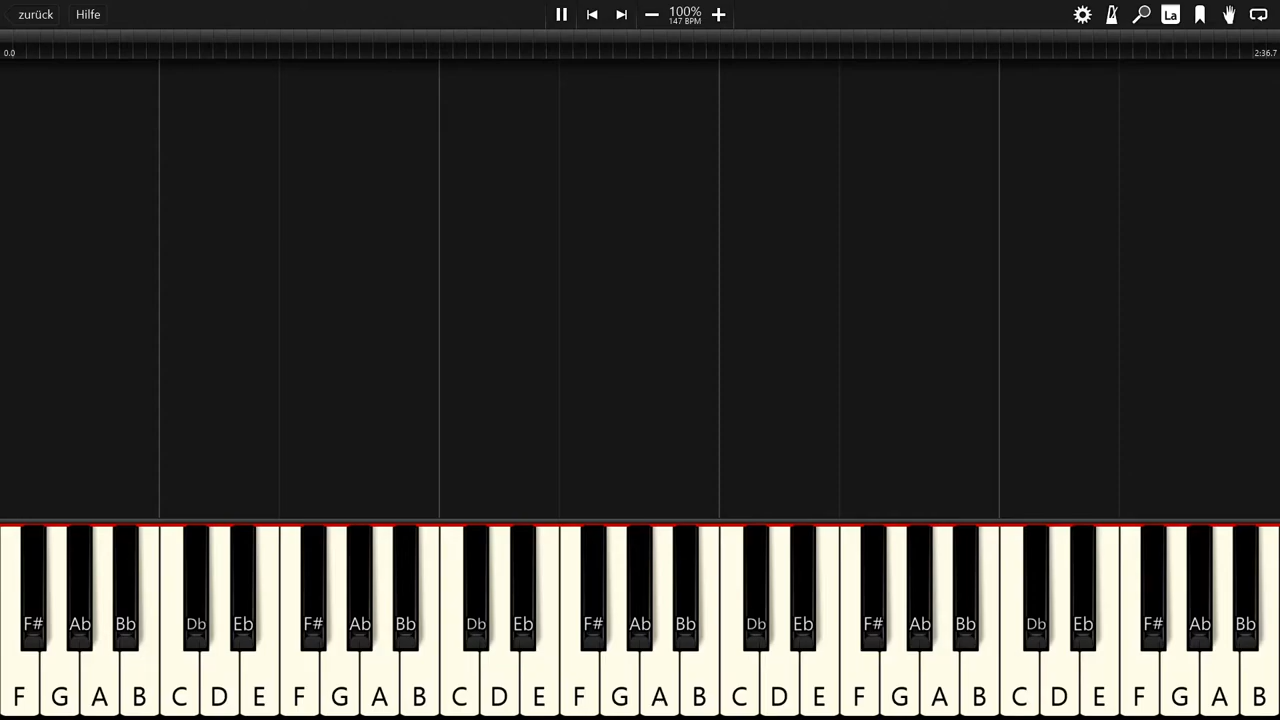 zurück Hilfe 100% La
147 BPM
0.0 2:36.7
F# Ab Bb Db Eb F# Ab Bb Db Eb F# Ab Bb Db Eb F# Ab Bb Db Eb F# Ab Bb
F G A B C D E F G A B C D E F G A B C D E F G A B C D E F G A B